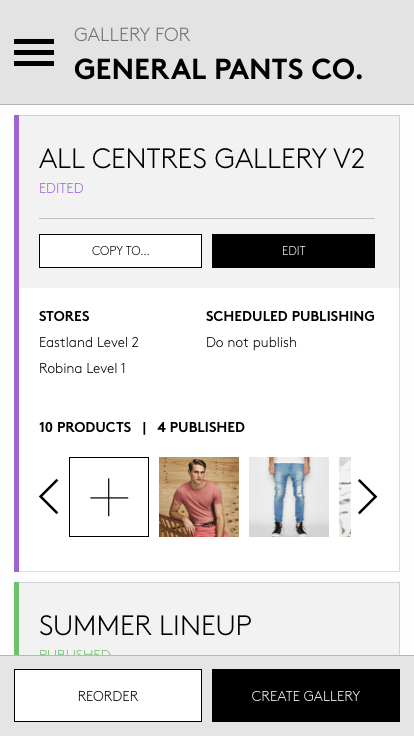 GALLERY FOR
GENERAL PANTS CO.
ALL CENTRES GALLERY V2
EDITED
COPY TO...
EDIT
STORES
SCHEDULED PUBLISHING
Eastland Level 2
Do not publish
Robina Level 1
10 PRODUCTS | 4 PUBLISHED
SUMMER LINEUP
PUBLISHED
REORDER
CREATE GALLERY